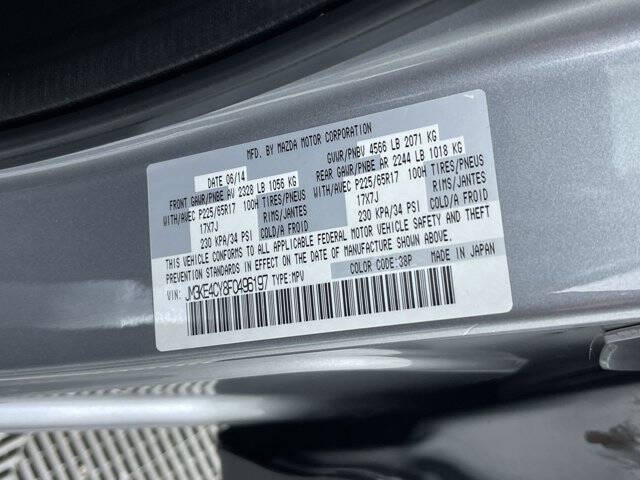 MFD. BY MAZDA MOTOR CORPORATION
DATE 06/14 GVWR/PNBV 4566 LB 2071 KG
FRONT GAWR/PNBE AV 2328 LB 1056 KG REAR GAWR/PNBE AR 2244 LB 1018 KG
WITH/AVEC P225/65R17 100H TIRES/PNEUS WITH/AVEC P225/65R17 100H TIRES/PNEUS
17X7J RIMS/JANTES 17X7J RIMS/JANTES
230 KPA/34 PSI COLD/A FROID 230 KPA/34 PSI COLD/A FROID
THIS VEHICLE CONFORMS TO ALL APPLICABLE FEDERAL MOTOR VEHICLE SAFETY AND THEFT
PREVENTION STANDARDS IN EFFECT ON THE DATE OF MANUFACTURE SHOWN ABOVE.
VIN: JM3KE4CY8F0496197 TYPE:MPV COLOR CODE:38P MADE IN JAPAN